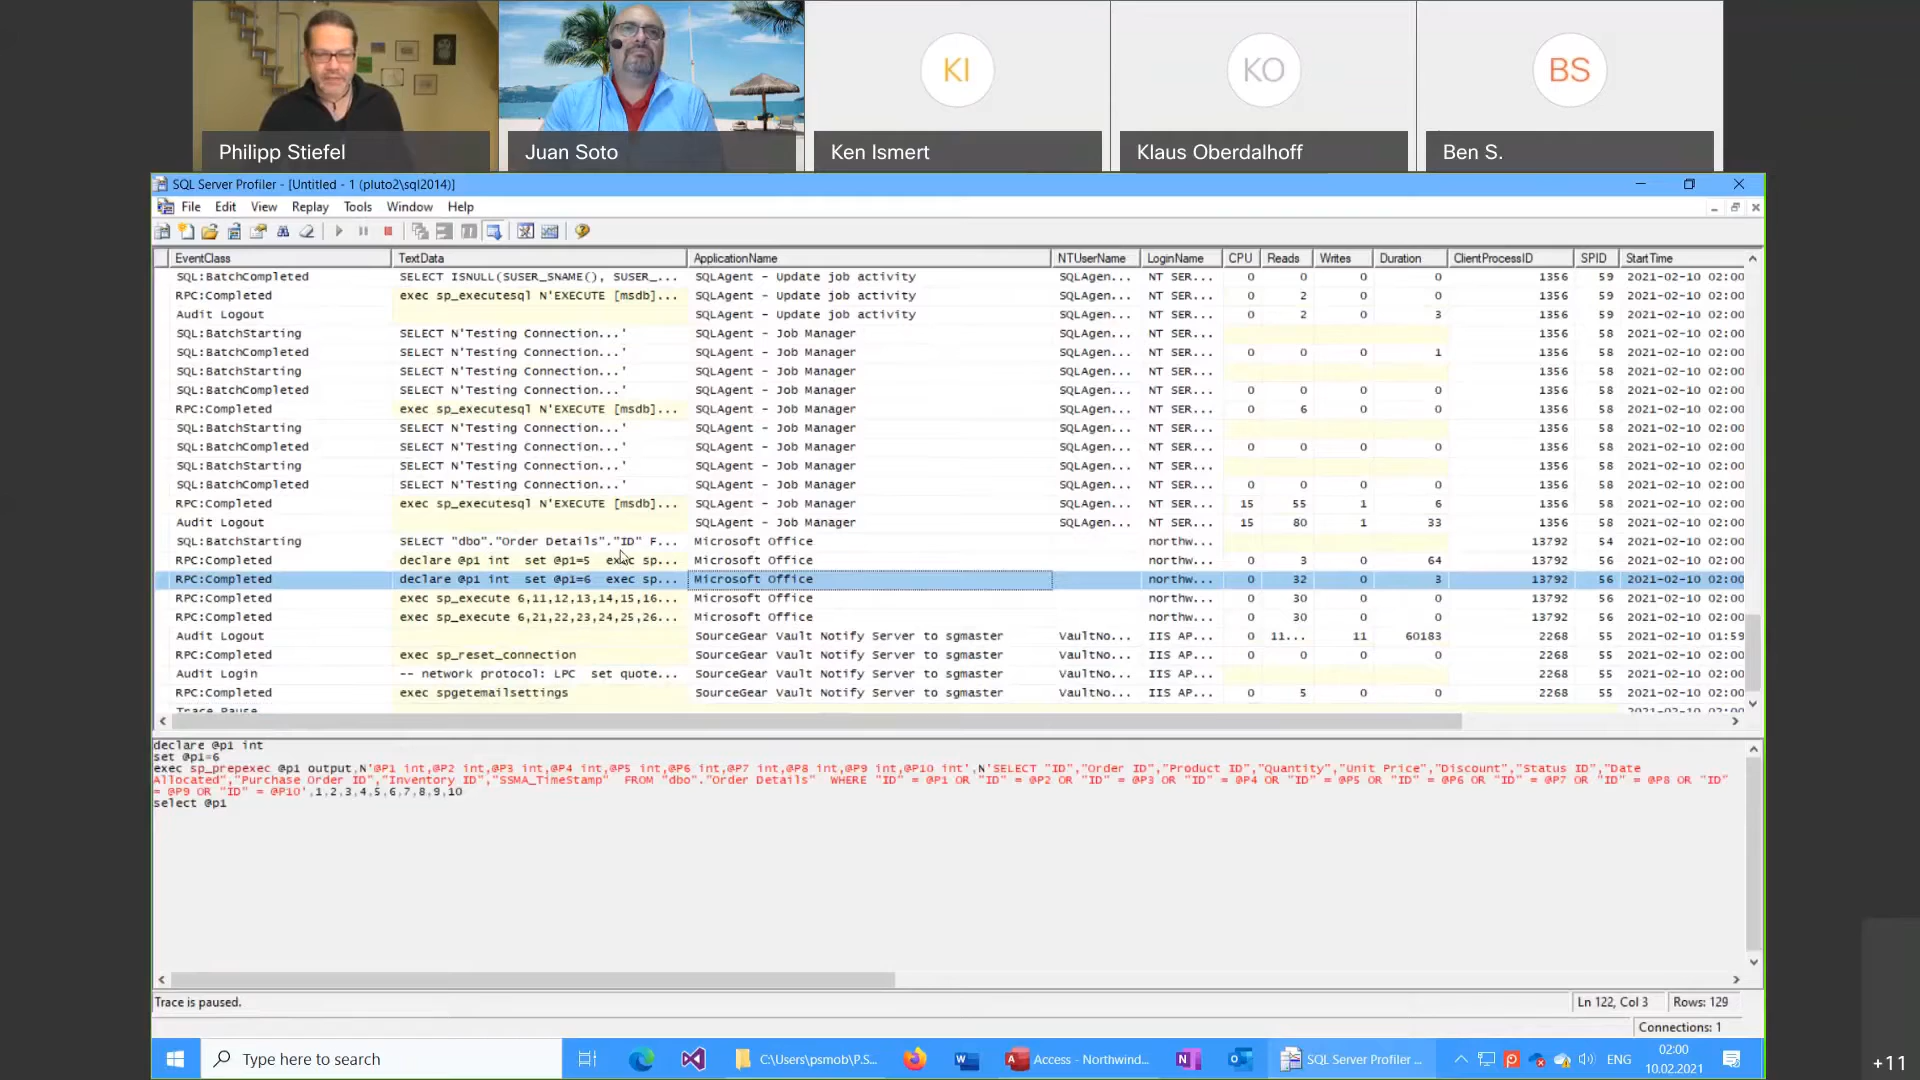 KI
KO
BS
Philipp Stiefel
Juan Soto
Ken Ismert
Klaus Oberdalhoff
Ben S.
SQL Server Profiler - [Untitled - 1 (pluto2\sql2014)]
File Edit View Replay Tools Window Help
EventClass TextData ApplicationName NTUserName LoginName CPU Reads Writes Duration ClientProcessID SPID StartTime
SQL:BatchCompleted SELECT ISNULL(SUSER_SNAME(), SUSER_... SQLAgent - Update job activity SQLAgen... NT SER... 0 0 0 0 1356 59 2021-02-10 02:00
RPC:Completed exec sp_executesql N'EXECUTE [msdb]... SQLAgent - Update job activity SQLAgen... NT SER... 0 2 0 0 1356 59 2021-02-10 02:00
Audit Logout SQLAgent - Update job activity SQLAgen... NT SER... 0 2 0 3 1356 59 2021-02-10 02:00
SQL:BatchStarting SELECT N'Testing Connection...' SQLAgent - Job Manager SQLAgen... NT SER... 1356 58 2021-02-10 02:00
SQL:BatchCompleted SELECT N'Testing Connection...' SQLAgent - Job Manager SQLAgen... NT SER... 0 0 0 1 1356 58 2021-02-10 02:00
SQL:BatchStarting SELECT N'Testing Connection...' SQLAgent - Job Manager SQLAgen... NT SER... 1356 58 2021-02-10 02:00
SQL:BatchCompleted SELECT N'Testing Connection...' SQLAgent - Job Manager SQLAgen... NT SER... 0 0 0 0 1356 58 2021-02-10 02:00
RPC:Completed exec sp_executesql N'EXECUTE [msdb]... SQLAgent - Job Manager SQLAgen... NT SER... 0 6 0 0 1356 58 2021-02-10 02:00
SQL:BatchStarting SELECT N'Testing Connection...' SQLAgent - Job Manager SQLAgen... NT SER... 1356 58 2021-02-10 02:00
SQL:BatchCompleted SELECT N'Testing Connection...' SQLAgent - Job Manager SQLAgen... NT SER... 0 0 0 0 1356 58 2021-02-10 02:00
SQL:BatchStarting SELECT N'Testing Connection...' SQLAgent - Job Manager SQLAgen... NT SER... 1356 58 2021-02-10 02:00
SQL:BatchCompleted SELECT N'Testing Connection...' SQLAgent - Job Manager SQLAgen... NT SER... 0 0 0 0 1356 58 2021-02-10 02:00
RPC:Completed exec sp_executesql N'EXECUTE [msdb]... SQLAgent - Job Manager SQLAgen... NT SER... 15 55 1 6 1356 58 2021-02-10 02:00
Audit Logout SQLAgent - Job Manager SQLAgen... NT SER... 15 80 1 33 1356 58 2021-02-10 02:00
SQL:BatchStarting SELECT "dbo"."Order Details"."ID" F... Microsoft Office northw... 13792 54 2021-02-10 02:00
RPC:Completed declare @p1 int set @p1=5 exec sp... Microsoft Office northw... 0 3 0 64 13792 56 2021-02-10 02:00
RPC:Completed declare @p1 int set @p1=6 exec sp... Microsoft Office northw... 0 32 0 3 13792 56 2021-02-10 02:00
RPC:Completed exec sp_execute 6,11,12,13,14,15,16... Microsoft Office northw... 0 30 0 0 13792 56 2021-02-10 02:00
RPC:Completed exec sp_execute 6,21,22,23,24,25,26... Microsoft Office northw... 0 30 0 0 13792 56 2021-02-10 02:00
Audit Logout SourceGear Vault Notify Server to sgmaster VaultNo... IIS AP... 0 11... 11 60183 2268 55 2021-02-10 01:59
RPC:Completed exec sp_reset_connection SourceGear Vault Notify Server to sgmaster VaultNo... IIS AP... 0 0 0 0 2268 55 2021-02-10 02:00
Audit Login -- network protocol: LPC set quote... SourceGear Vault Notify Server to sgmaster VaultNo... IIS AP... 2268 55 2021-02-10 02:00
RPC:Completed exec spgetemailsettings SourceGear Vault Notify Server to sgmaster VaultNo... IIS AP... 0 5 0 0 2268 55 2021-02-10 02:00
Trace Pause 2021-02-10 02:00
declare @p1 int
set @p1=6
exec sp_prepexec @p1 output,N'@P1 int,@P2 int,@P3 int,@P4 int,@P5 int,@P6 int,@P7 int,@P8 int,@P9 int,@P10 int',N'SELECT "ID","Order ID","Product ID","Quantity","Unit Price","Discount","Status ID","Date
Allocated","Purchase Order ID","Inventory ID","SSMA_TimeStamp" FROM "dbo"."Order Details" WHERE "ID" = @P1 OR "ID" = @P2 OR "ID" = @P3 OR "ID" = @P4 OR "ID" = @P5 OR "ID" = @P6 OR "ID" = @P7 OR "ID" = @P8 OR "ID"
= @P9 OR "ID" = @P10',1,2,3,4,5,6,7,8,9,10
select @p1
Trace is paused.
Ln 122, Col 3
Rows: 129
Connections: 1
Type here to search
C:\Users\psmob\P.S...
Access - Northwind...
SQL Server Profiler ...
ENG
02:00
10.02.2021
+11